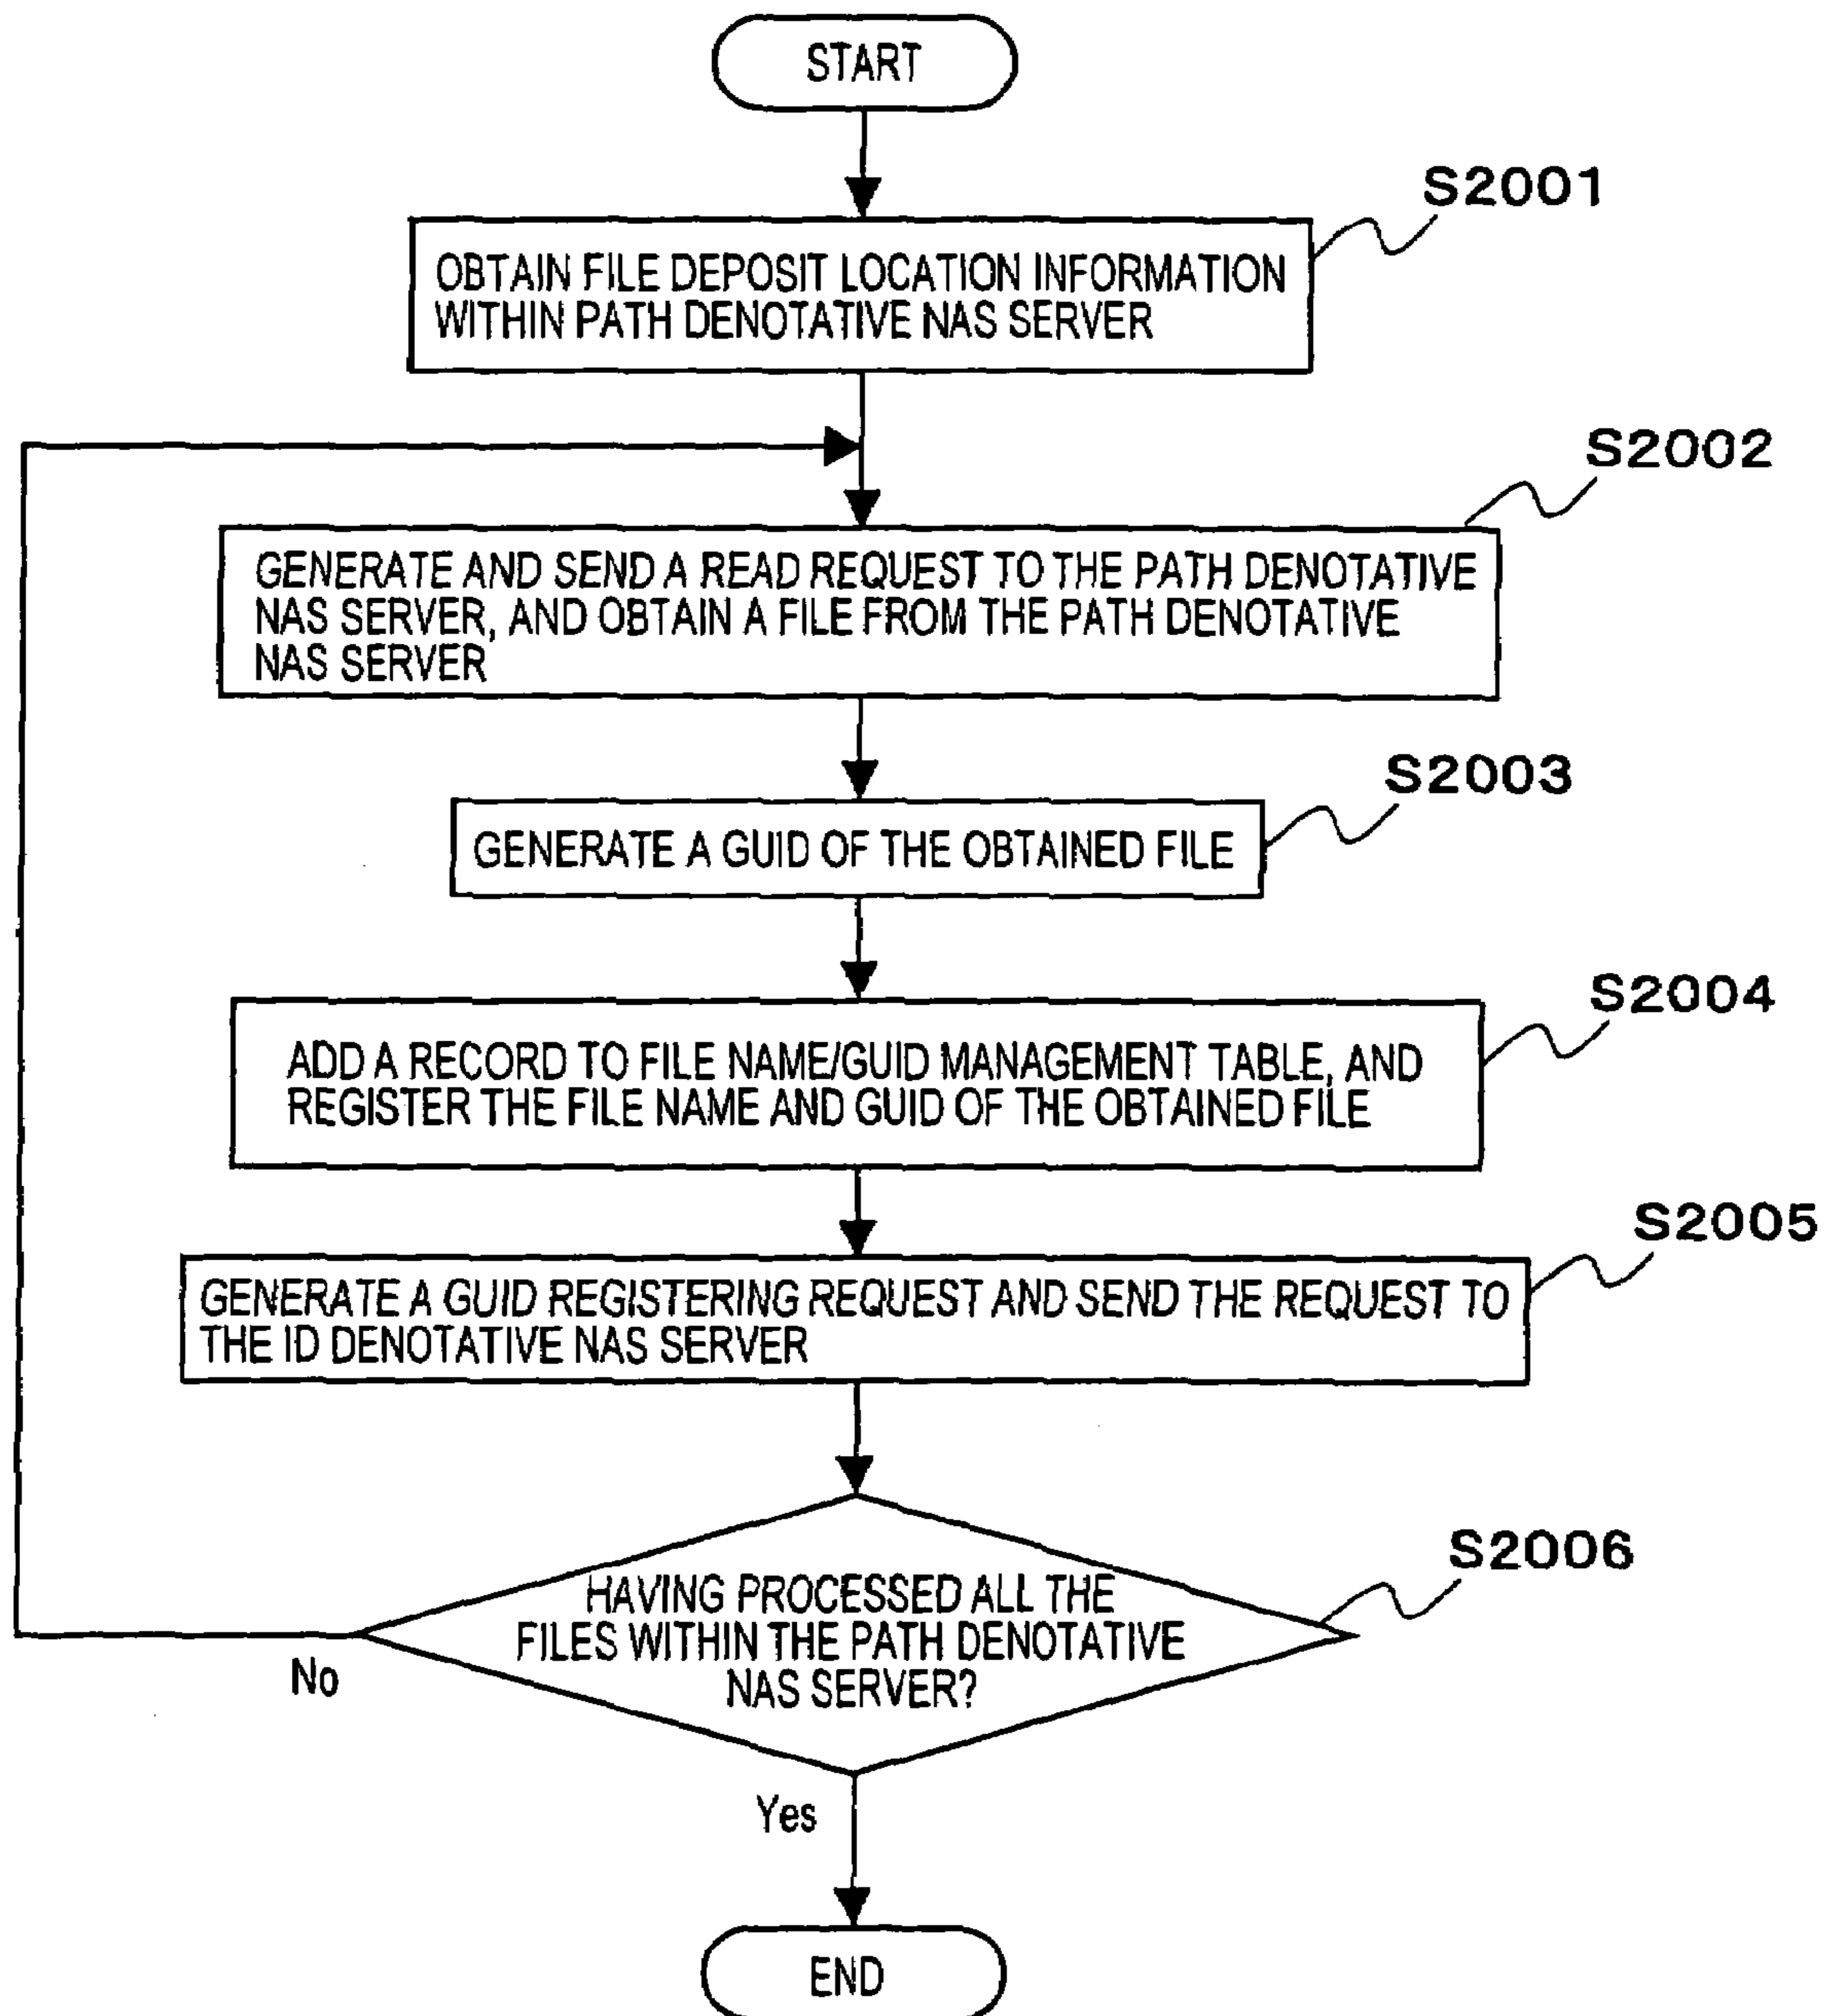 START
S2001
OBTAIN FILE DEPOSIT LOCATION INFORMATION
WITHIN PATH DENOTATIVE NAS SERVER
S2002
GENERATE AND SEND A READ REQUEST TO THE PATH DENOTATIVE
NAS SERVER, AND OBTAIN A FILE FROM THE PATH DENOTATIVE
NAS SERVER
S2003
GENERATE A GUID OF THE OBTAINED FILE
S2004
ADD A RECORD TO FILE NAME/GUID MANAGEMENT TABLE, AND
REGISTER THE FILE NAME AND GUID OF THE OBTAINED FILE
S2005
GENERATE A GUID REGISTERING REQUEST AND SEND THE REQUEST TO
THE ID DENOTATIVE NAS SERVER
S2006
HAVING PROCESSED ALL THE
FILES WITHIN THE PATH DENOTATIVE
NAS SERVER?
No
Yes
END